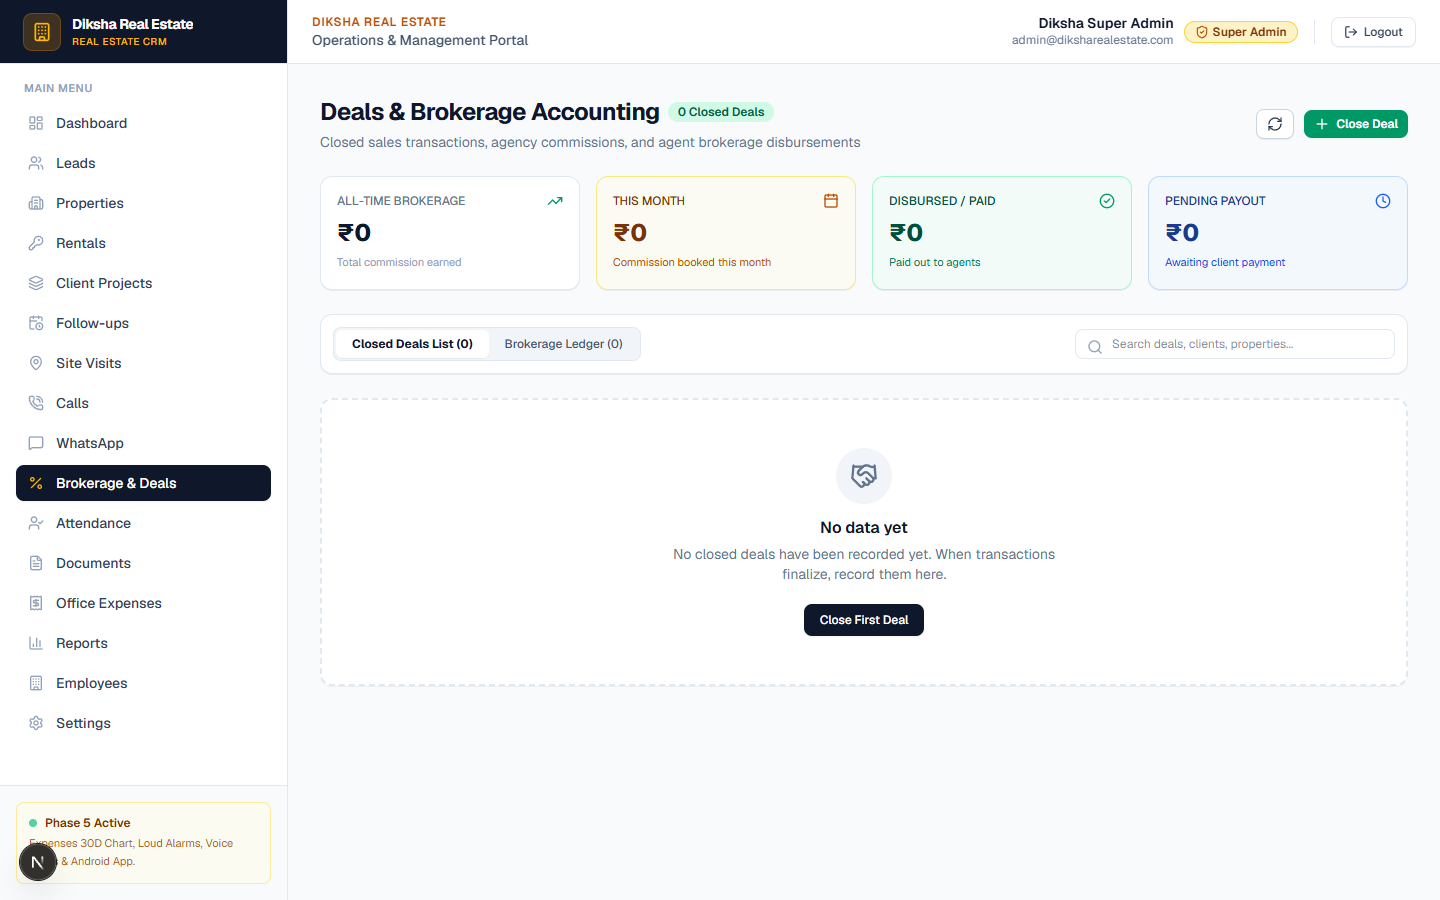 Diksha Real Estate
REAL ESTATE CRM
MAIN MENU
Dashboard
Leads
Properties
Rentals
Client Projects
Follow-ups
Site Visits
Calls
WhatsApp
Brokerage & Deals
Attendance
Documents
Office Expenses
Reports
Employees
Settings
Phase 5 Active
Expenses 30D Chart, Loud Alarms, Voice
& Android App.
N
DIKSHA REAL ESTATE
Operations & Management Portal
Diksha Super Admin
admin@diksharealestate.com
Super Admin
Logout
Deals & Brokerage Accounting
0 Closed Deals
Closed sales transactions, agency commissions, and agent brokerage disbursements
Close Deal
ALL-TIME BROKERAGE
₹0
Total commission earned
THIS MONTH
₹0
Commission booked this month
DISBURSED / PAID
₹0
Paid out to agents
PENDING PAYOUT
₹0
Awaiting client payment
Closed Deals List (0)
Brokerage Ledger (0)
Search deals, clients, properties...
No data yet
No closed deals have been recorded yet. When transactions
finalize, record them here.
Close First Deal